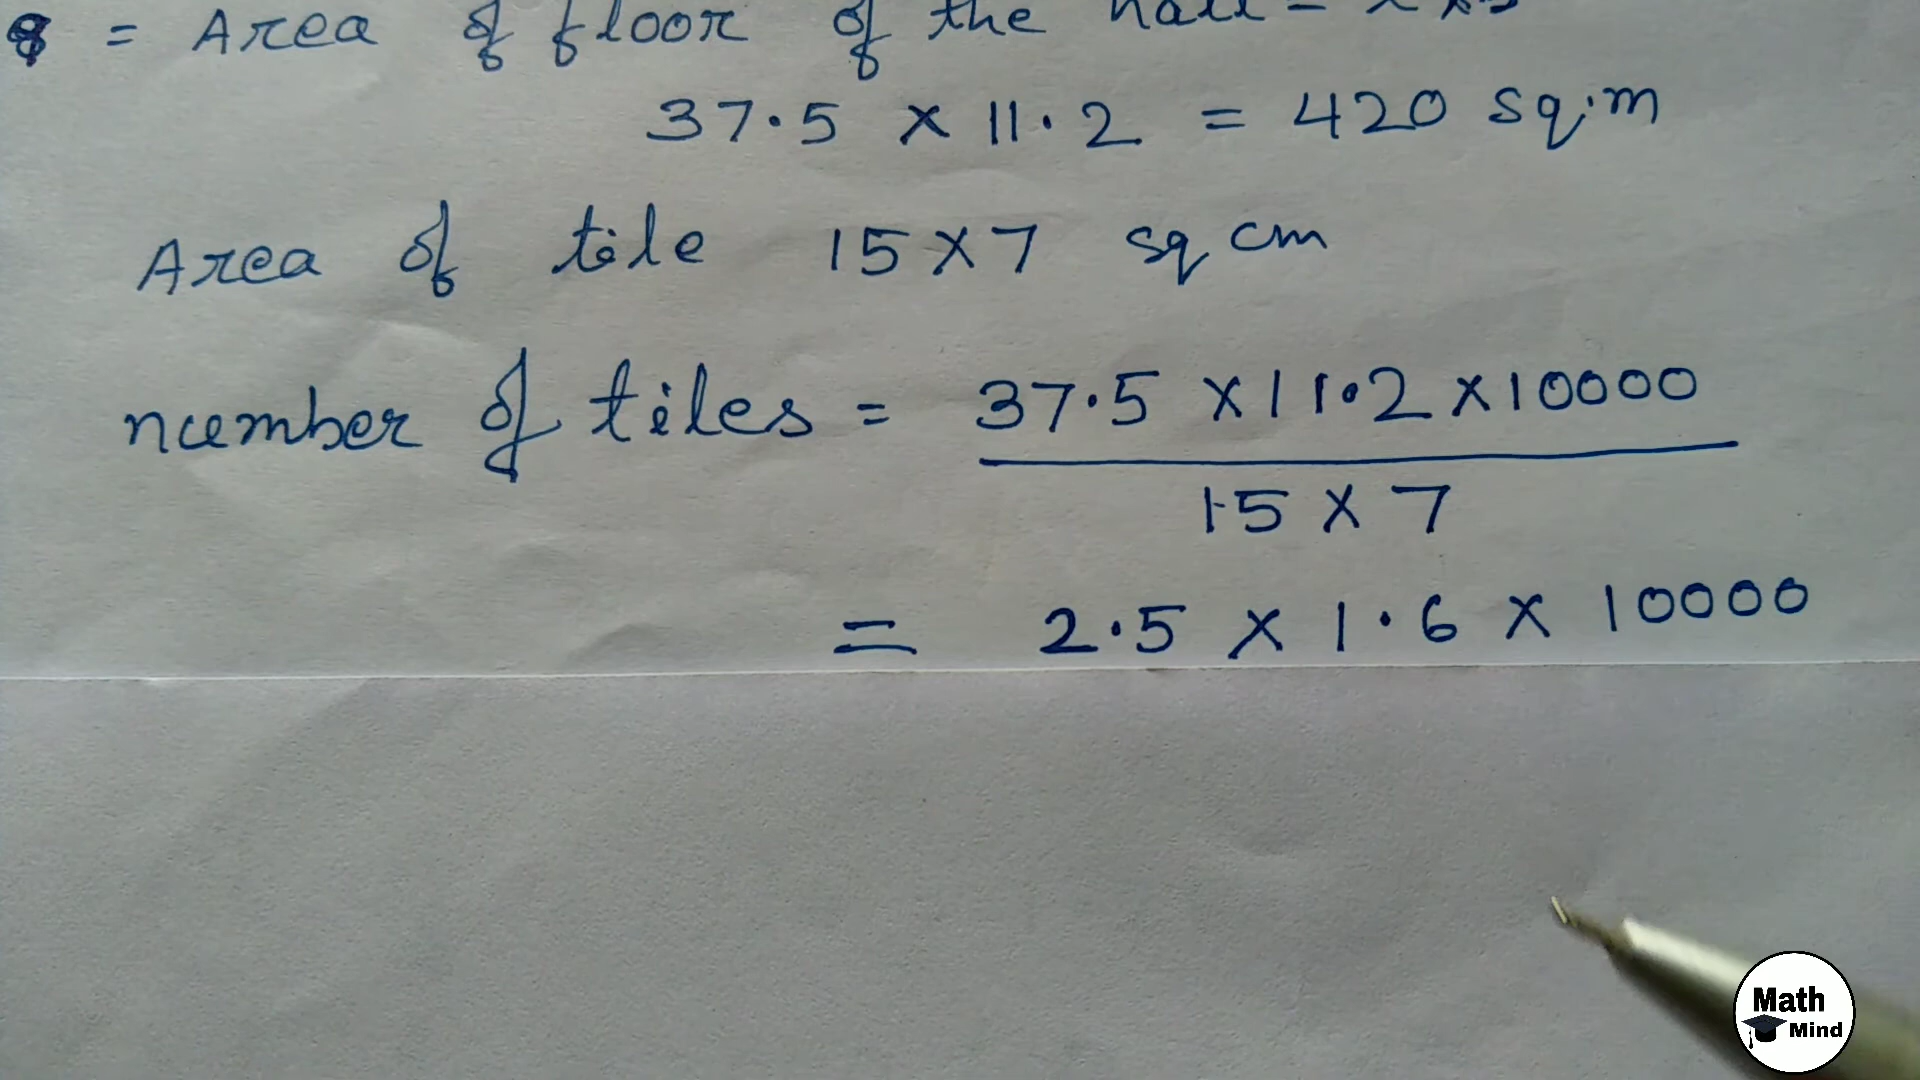 = Area of floor of the hall =
37.5 × 11.2 = 420 sq.m
Area of tile 15×7 sq cm
number of tiles = 37.5 ×11.2 ×10000
15 × 7
= 2.5 × 1.6 × 10000
Math
Mind